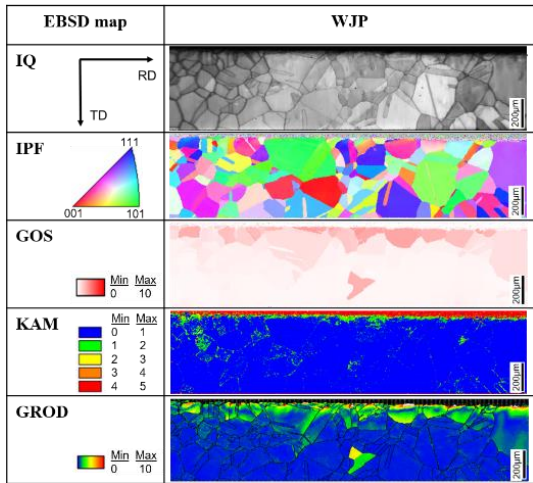 EBSD map WJP
IQ
RD
TD
200μm
IPF
111
001 101
200μm
GOS
Min Max
0 10
200μm
KAM
Min Max
0 1
1 2
2 3
3 4
4 5
200μm
GROD
Min Max
0 10
200μm